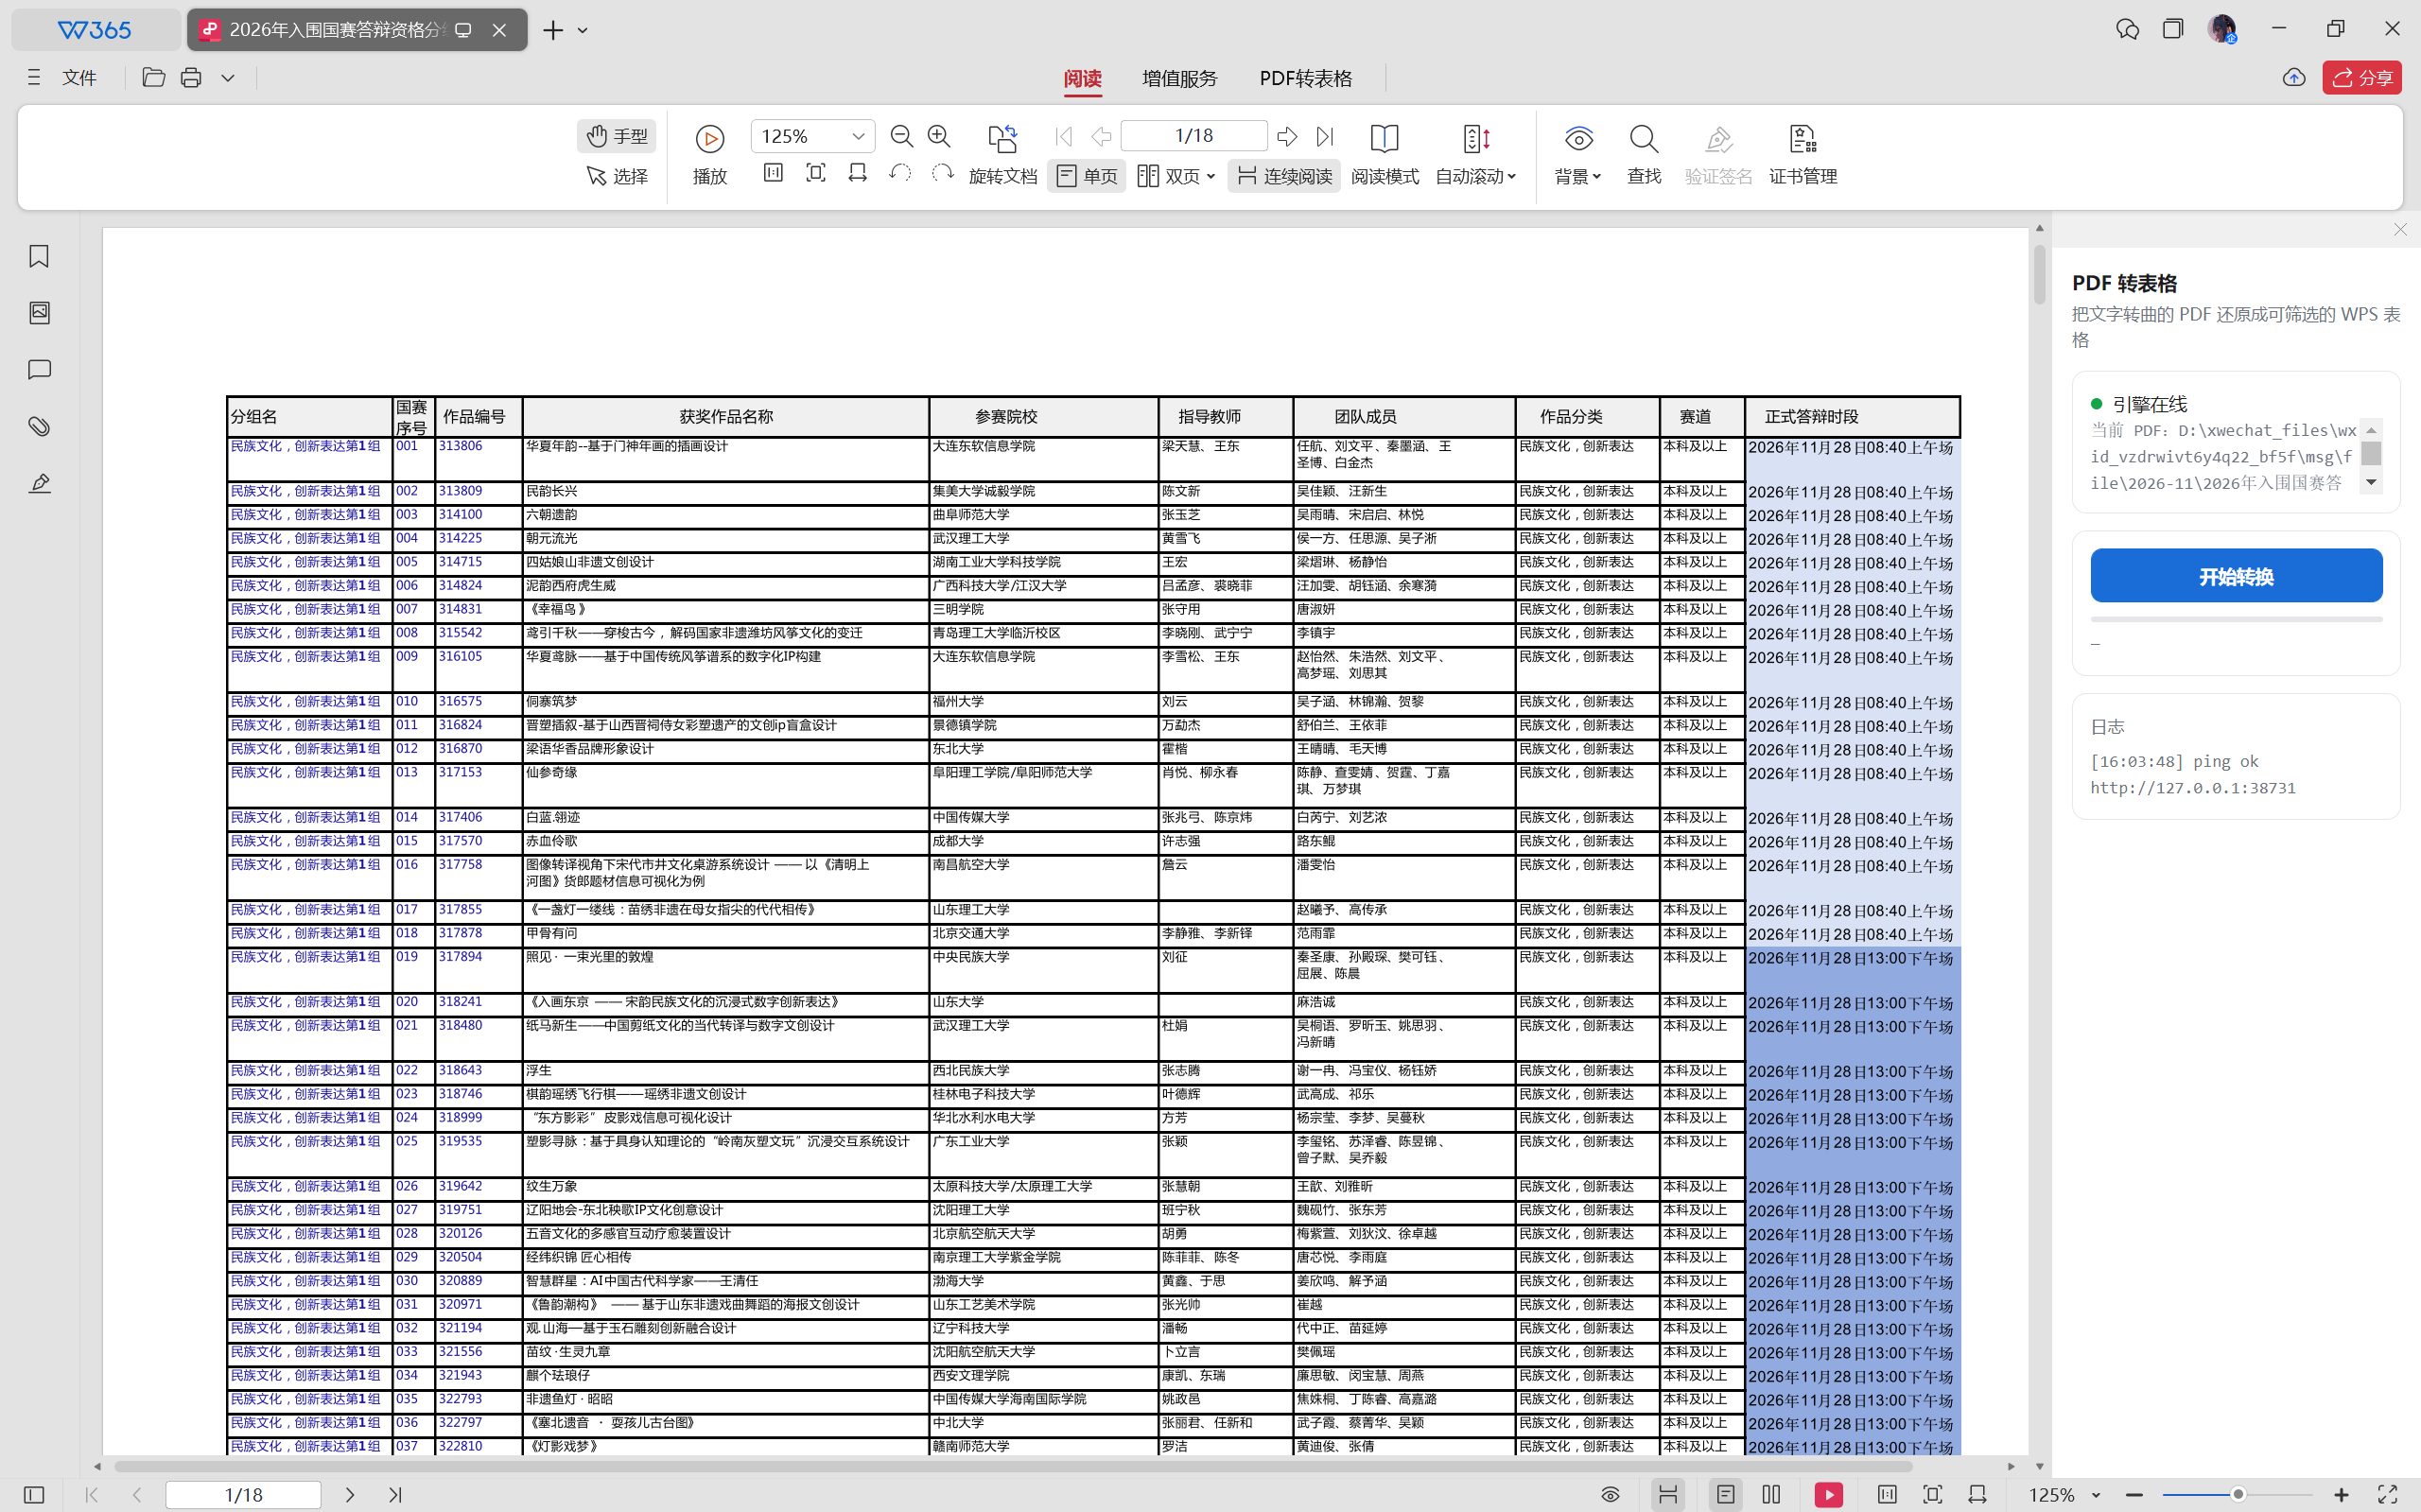 W365
2026年入围国赛答辩资格分
文件
阅读
增值服务
PDF转表格
分享
手型
选择
播放
125%
旋转文档
1/18
单页
双页
连续阅读
阅读模式
自动滚动
背景
查找
验证签名
证书管理
分组名 国赛序号 作品编号 获奖作品名称 参赛院校 指导教师 团队成员 作品分类 赛道 正式答辩时段
民族文化，创新表达第1组 001 313806 华夏年韵--基于门神年画的插画设计 大连东软信息学院 梁天慧、王东 任航、刘文平、秦墨涵、王圣博、白金杰 民族文化，创新表达 本科及以上 2026年11月28日08:40上午场
民族文化，创新表达第1组 002 313809 民韵长兴 集美大学诚毅学院 陈文新 吴佳颖、汪新生 民族文化，创新表达 本科及以上 2026年11月28日08:40上午场
民族文化，创新表达第1组 003 314100 六朝遗韵 曲阜师范大学 张玉芝 吴雨晴、宋启启、林悦 民族文化，创新表达 本科及以上 2026年11月28日08:40上午场
民族文化，创新表达第1组 004 314225 朝元流光 武汉理工大学 黄雪飞 侯一方、任思源、吴子淅 民族文化，创新表达 本科及以上 2026年11月28日08:40上午场
民族文化，创新表达第1组 005 314715 四姑娘山非遗文创设计 湖南工业大学科技学院 王宏 梁熠琳、杨静怡 民族文化，创新表达 本科及以上 2026年11月28日08:40上午场
民族文化，创新表达第1组 006 314824 泥韵西府虎生威 广西科技大学/江汉大学 吕孟彦、裘晓菲 汪加雯、胡钰涵、余寒漪 民族文化，创新表达 本科及以上 2026年11月28日08:40上午场
民族文化，创新表达第1组 007 314831 《幸福鸟》 三明学院 张守用 唐淑妍 民族文化，创新表达 本科及以上 2026年11月28日08:40上午场
民族文化，创新表达第1组 008 315542 鸢引千秋——穿梭古今，解码国家非遗潍坊风筝文化的变迁 青岛理工大学临沂校区 李晓刚、武宁宁 李镇宇 民族文化，创新表达 本科及以上 2026年11月28日08:40上午场
民族文化，创新表达第1组 009 316105 华夏鸢脉——基于中国传统风筝谱系的数字化IP构建 大连东软信息学院 李雪松、王东 赵怡然、朱浩然、刘文平、高梦瑶、刘思其 民族文化，创新表达 本科及以上 2026年11月28日08:40上午场
民族文化，创新表达第1组 010 316575 侗寨筑梦 福州大学 刘云 吴子涵、林锦瀚、贺黎 民族文化，创新表达 本科及以上 2026年11月28日08:40上午场
民族文化，创新表达第1组 011 316824 晋塑插叙-基于山西晋祠侍女彩塑遗产的文创ip盲盒设计 景德镇学院 万勐杰 舒伯兰、王依菲 民族文化，创新表达 本科及以上 2026年11月28日08:40上午场
民族文化，创新表达第1组 012 316870 梁语华香品牌形象设计 东北大学 霍楷 王晴晴、毛天博 民族文化，创新表达 本科及以上 2026年11月28日08:40上午场
民族文化，创新表达第1组 013 317153 仙参奇缘 阜阳理工学院/阜阳师范大学 肖悦、柳永春 陈静、查雯婧、贺霆、丁嘉琪、万梦琪 民族文化，创新表达 本科及以上 2026年11月28日08:40上午场
民族文化，创新表达第1组 014 317406 白蓝.翎迹 中国传媒大学 张兆弓、陈京炜 白芮宁、刘艺浓 民族文化，创新表达 本科及以上 2026年11月28日08:40上午场
民族文化，创新表达第1组 015 317570 赤血伶歌 成都大学 许志强 路东鲲 民族文化，创新表达 本科及以上 2026年11月28日08:40上午场
民族文化，创新表达第1组 016 317758 图像转译视角下宋代市井文化桌游系统设计 —— 以《清明上河图》货郎题材信息可视化为例 南昌航空大学 詹云 潘雯怡 民族文化，创新表达 本科及以上 2026年11月28日08:40上午场
民族文化，创新表达第1组 017 317855 《一盏灯一缕线：苗绣非遗在母女指尖的代代相传》 山东理工大学 赵曦予、高传承 民族文化，创新表达 本科及以上 2026年11月28日08:40上午场
民族文化，创新表达第1组 018 317878 甲骨有问 北京交通大学 李静雅、李新铎 范雨霏 民族文化，创新表达 本科及以上 2026年11月28日08:40上午场
民族文化，创新表达第1组 019 317894 照见· 一束光里的敦煌 中央民族大学 刘征 秦圣康、孙殿琛、樊可钰、屈展、陈晨 民族文化，创新表达 本科及以上 2026年11月28日13:00下午场
民族文化，创新表达第1组 020 318241 《入画东京 —— 宋韵民族文化的沉浸式数字创新表达》 山东大学 麻浩诚 民族文化，创新表达 本科及以上 2026年11月28日13:00下午场
民族文化，创新表达第1组 021 318480 纸马新生——中国剪纸文化的当代转译与数字文创设计 武汉理工大学 杜娟 吴桐语、罗昕玉、姚思羽、冯新晴 民族文化，创新表达 本科及以上 2026年11月28日13:00下午场
民族文化，创新表达第1组 022 318643 浮生 西北民族大学 张志腾 谢一冉、冯宝仪、杨钰娇 民族文化，创新表达 本科及以上 2026年11月28日13:00下午场
民族文化，创新表达第1组 023 318746 棋韵瑶绣飞行棋——瑶绣非遗文创设计 桂林电子科技大学 叶德辉 武高成、祁乐 民族文化，创新表达 本科及以上 2026年11月28日13:00下午场
民族文化，创新表达第1组 024 318999 “东方影彩”皮影戏信息可视化设计 华北水利水电大学 方芳 杨宗莹、李梦、吴蔓秋 民族文化，创新表达 本科及以上 2026年11月28日13:00下午场
民族文化，创新表达第1组 025 319535 塑影寻脉：基于具身认知理论的“岭南灰塑文玩”沉浸交互系统设计 广东工业大学 张颖 李玺铭、苏泽睿、陈昱锦、曾子默、吴乔毅 民族文化，创新表达 本科及以上 2026年11月28日13:00下午场
民族文化，创新表达第1组 026 319642 纹生万象 太原科技大学/太原理工大学 张慧朝 王歆、刘雅昕 民族文化，创新表达 本科及以上 2026年11月28日13:00下午场
民族文化，创新表达第1组 027 319751 辽阳地会-东北秧歌IP文化创意设计 沈阳理工大学 班宁秋 魏砚竹、张东芳 民族文化，创新表达 本科及以上 2026年11月28日13:00下午场
民族文化，创新表达第1组 028 320126 五音文化的多感官互动疗愈装置设计 北京航空航天大学 胡勇 梅紫萱、刘狄汶、徐卓越 民族文化，创新表达 本科及以上 2026年11月28日13:00下午场
民族文化，创新表达第1组 029 320504 经纬织锦 匠心相传 南京理工大学紫金学院 陈菲菲、陈冬 唐芯悦、李雨庭 民族文化，创新表达 本科及以上 2026年11月28日13:00下午场
民族文化，创新表达第1组 030 320889 智慧群星：AI中国古代科学家——王清任 渤海大学 黄鑫、于思 姜欣鸣、解予涵 民族文化，创新表达 本科及以上 2026年11月28日13:00下午场
民族文化，创新表达第1组 031 320971 《鲁韵潮构》 —— 基于山东非遗戏曲舞蹈的海报文创设计 山东工艺美术学院 张光帅 崔越 民族文化，创新表达 本科及以上 2026年11月28日13:00下午场
民族文化，创新表达第1组 032 321194 观.山海—基于玉石雕刻创新融合设计 辽宁科技大学 潘畅 代中正、苗延婷 民族文化，创新表达 本科及以上 2026年11月28日13:00下午场
民族文化，创新表达第1组 033 321556 苗纹·生灵九章 沈阳航空航天大学 卜立言 樊佩瑶 民族文化，创新表达 本科及以上 2026年11月28日13:00下午场
民族文化，创新表达第1组 034 321943 麒个珐琅仔 西安文理学院 康凯、东瑞 廉思敏、闵宝慧、周燕 民族文化，创新表达 本科及以上 2026年11月28日13:00下午场
民族文化，创新表达第1组 035 322793 非遗鱼灯 · 昭昭 中国传媒大学海南国际学院 姚政邑 焦姝桐、丁陈睿、高嘉潞 民族文化，创新表达 本科及以上 2026年11月28日13:00下午场
民族文化，创新表达第1组 036 322797 《塞北遗音 · 耍孩儿古台图》 中北大学 张丽君、任新和 武子霞、蔡菁华、吴颖 民族文化，创新表达 本科及以上 2026年11月28日13:00下午场
民族文化，创新表达第1组 037 322810 《灯影戏梦》 赣南师范大学 罗洁 黄迪俊、张倩 民族文化，创新表达 本科及以上 2026年11月28日13:00下午场
PDF 转表格
把文字转曲的 PDF 还原成可筛选的 WPS 表
格
引擎在线
当前 PDF: D:\xwechat_files\wx
id_vzdrwivt6y4q22_bf5f\msg\f
ile\2026-11\2026年入围国赛答
开始转换
—
日志
[16:03:48] ping ok
http://127.0.0.1:38731
1/18
125%